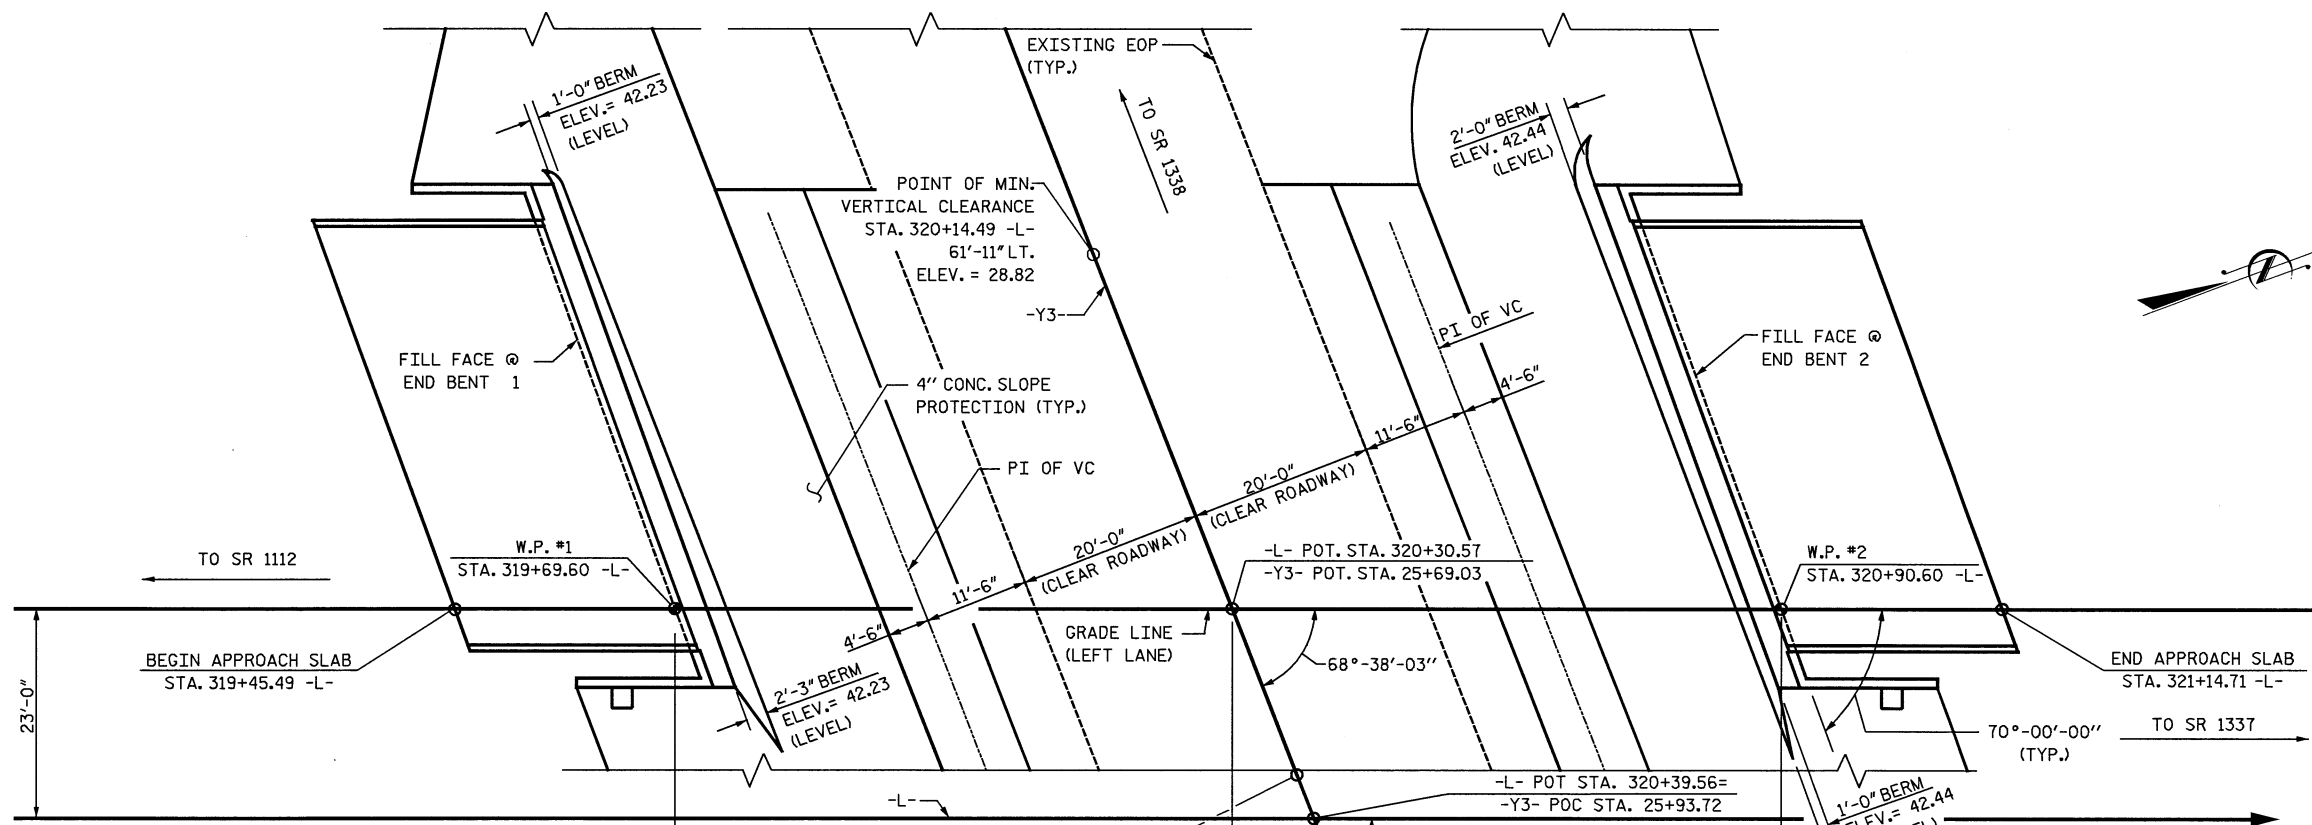 EXISTING EOP
(TYP.)
1'-0" BERM
ELEV.= 42.23
(LEVEL)
TO SR 1338
2'-0" BERM
ELEV. 42.44
(LEVEL)
POINT OF MIN.
VERTICAL CLEARANCE
STA. 320+14.49 -L-
61'-11" LT.
ELEV. = 28.82
-Y3-
PI OF VC
FILL FACE @
END BENT 1
4" CONC. SLOPE
PROTECTION (TYP.)
FILL FACE @
END BENT 2
4'-6"
11'-6"
20'-0"
(CLEAR ROADWAY)
PI OF VC
20'-0"
(CLEAR ROADWAY)
11'-6"
4'-6"
TO SR 1112
W.P. #1
STA. 319+69.60 -L-
-L- POT. STA. 320+30.57
-Y3- POT. STA. 25+69.03
W.P. #2
STA. 320+90.60 -L-
GRADE LINE
(LEFT LANE)
68°-38'-03"
BEGIN APPROACH SLAB
STA. 319+45.49 -L-
END APPROACH SLAB
STA. 321+14.71 -L-
23'-0"
2'-3" BERM
ELEV.= 42.23
(LEVEL)
70°-00'-00"
(TYP.)
TO SR 1337
-L- POT STA. 320+39.56=
-Y3- POC STA. 25+93.72
-L-
1'-0" BERM
ELEV.= 42.44